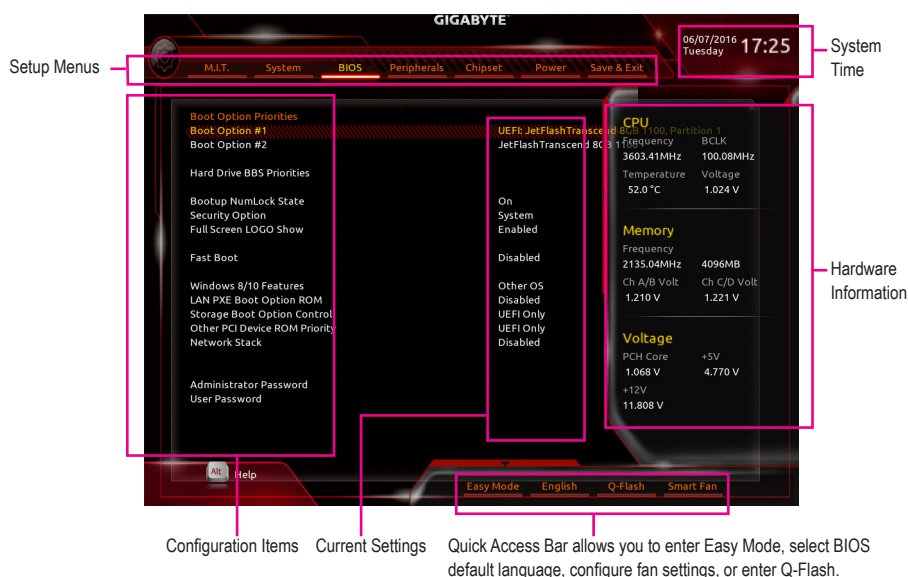 GIGABYTE
06/07/2016
Tuesday
17:25
System
Time
Setup Menus
M.I.T. System BIOS Peripherals Chipset Power Save & Exit
Boot Option Priorities
Boot Option #1 UEFI: JetFlashTranscend 8GB 1100, Partition 1
Boot Option #2 JetFlashTranscend 8GB 1100
Hard Drive BBS Priorities
Bootup NumLock State On
Security Option System
Full Screen LOGO Show Enabled
Fast Boot Disabled
Windows 8/10 Features Other OS
LAN PXE Boot Option ROM Disabled
Storage Boot Option Control UEFI Only
Other PCI Device ROM Priority UEFI Only
Network Stack Disabled
Administrator Password
User Password
CPU
Frequency BCLK
3603.41MHz 100.08MHz
Temperature Voltage
52.0 °C 1.024 V
Memory
Frequency
2135.04MHz 4096MB
Ch A/B Volt Ch C/D Volt
1.210 V 1.221 V
Voltage
PCH Core +5V
1.068 V 4.770 V
+12V
11.808 V
Hardware
Information
Alt Help
Easy Mode English Q-Flash Smart Fan
Configuration Items
Current Settings
Quick Access Bar allows you to enter Easy Mode, select BIOS
default language, configure fan settings, or enter Q-Flash.